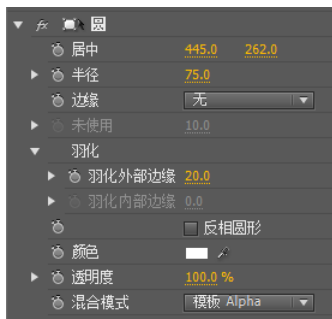 fx 圆
居中 445.0 262.0
半径 75.0
边缘 无
未使用 10.0
羽化
羽化外部边缘 20.0
羽化内部边缘 0.0
反相圆形
颜色
透明度 100.0 %
混合模式 模板 Alpha